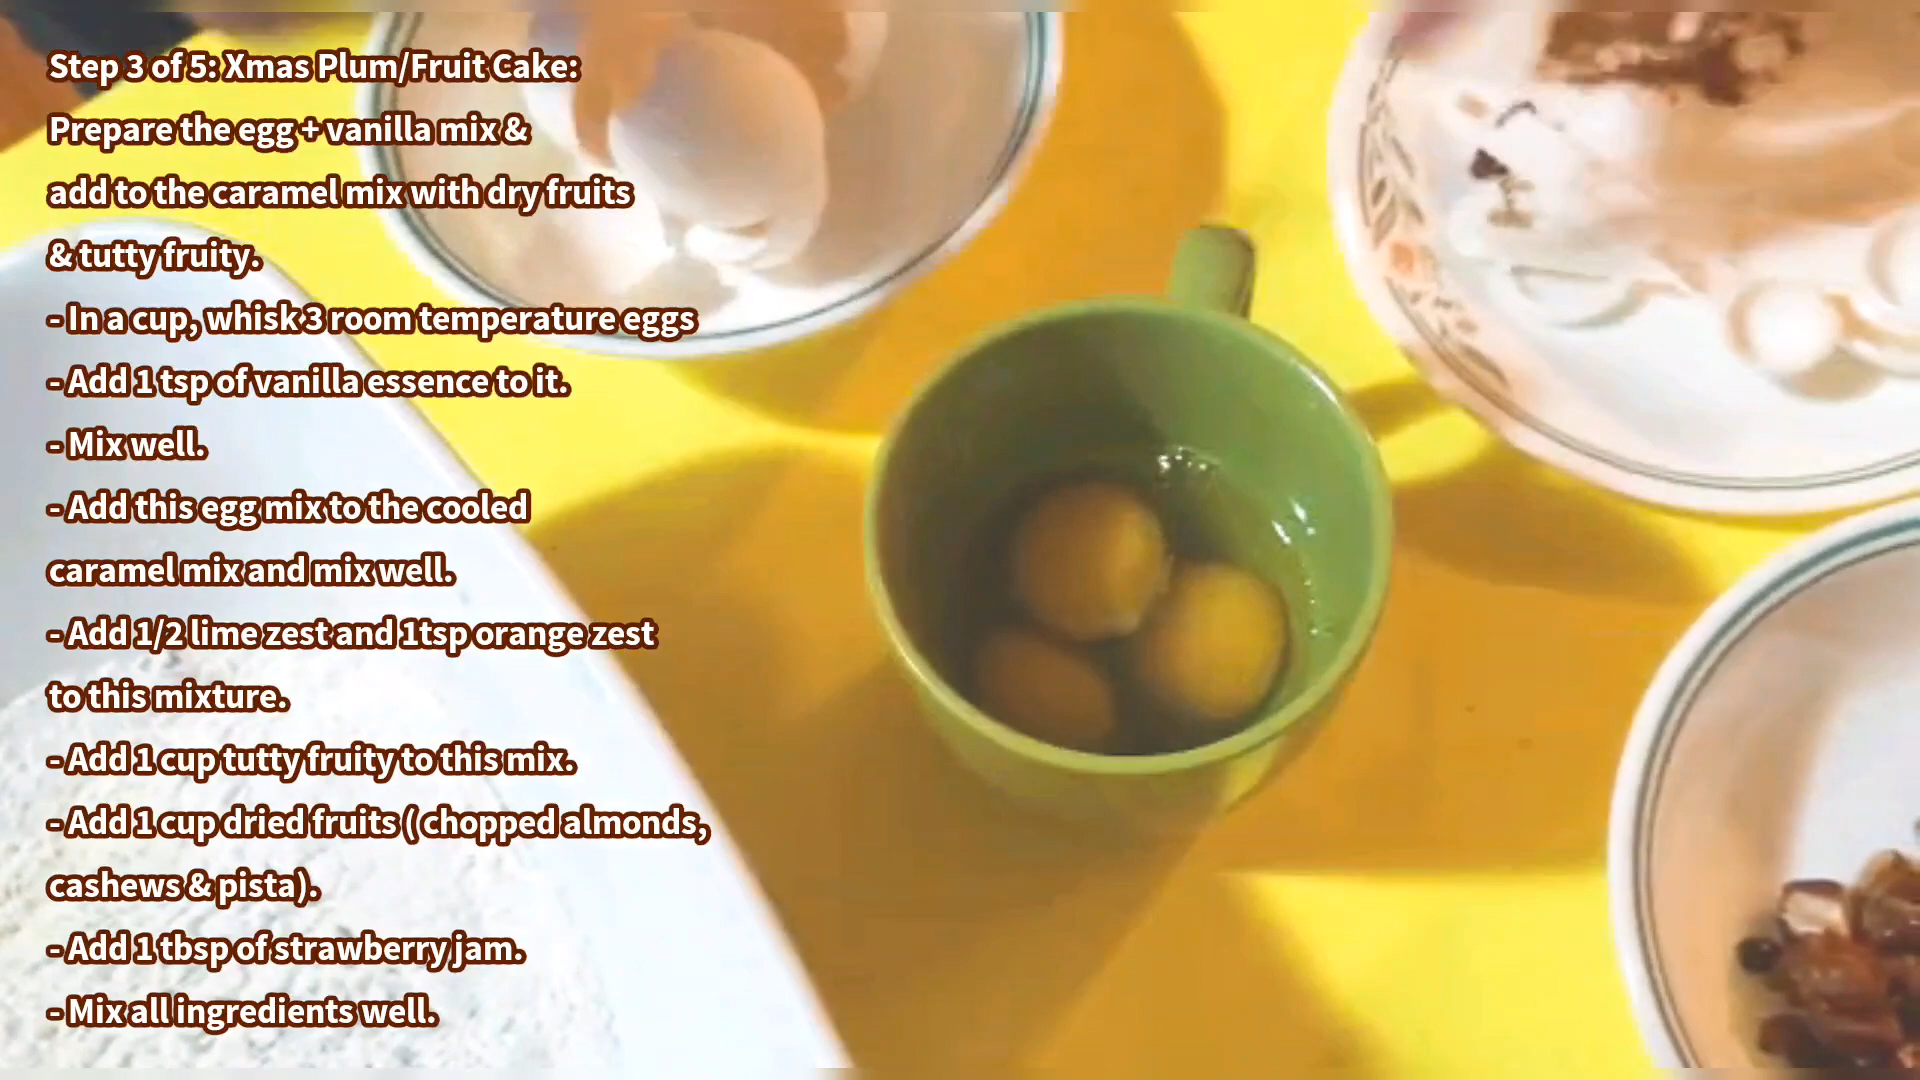 Step 3 of 5: Xmas Plum/Fruit Cake:
Prepare the egg + vanilla mix &
add to the caramel mix with dry fruits
& tutty fruity.
- In a cup, whisk 3 room temperature eggs
- Add 1 tsp of vanilla essence to it.
- Mix well.
- Add this egg mix to the cooled
caramel mix and mix well.
- Add 1/2 lime zest and 1tsp orange zest
to this mixture.
- Add 1 cup tutty fruity to this mix.
- Add 1 cup dried fruits ( chopped almonds,
cashews & pista).
- Add 1 tbsp of strawberry jam.
- Mix all ingredients well.